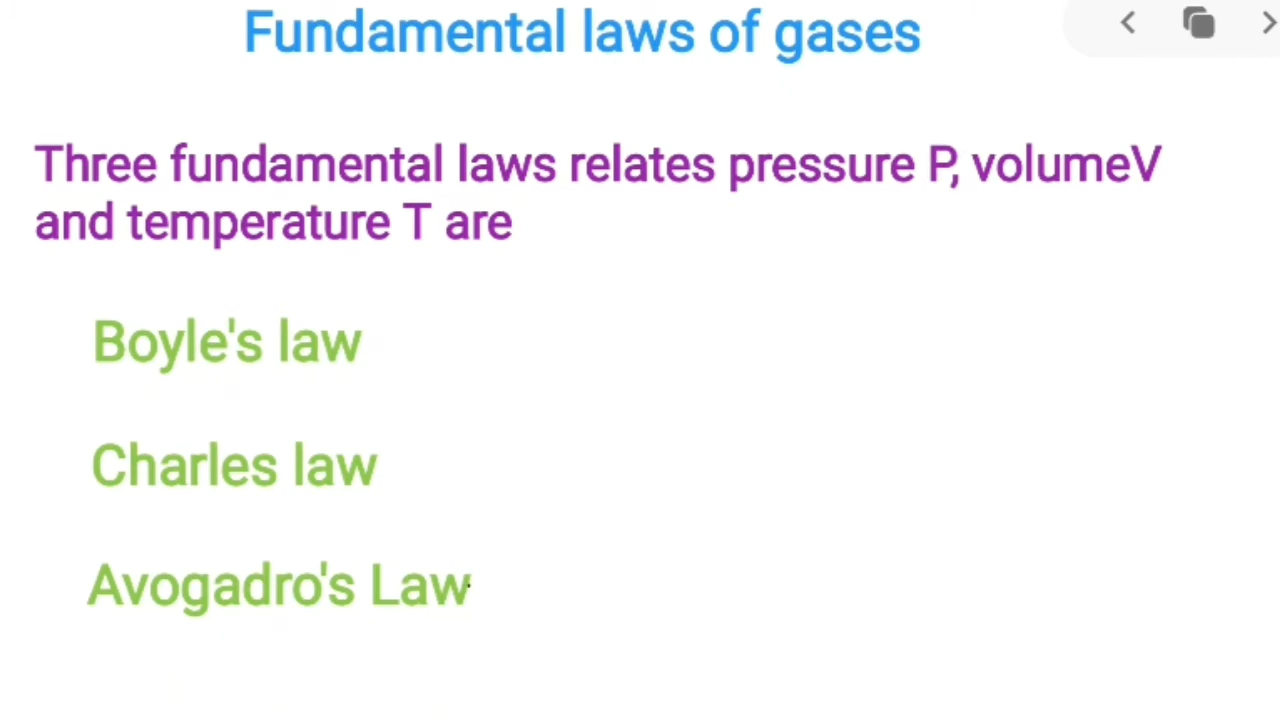 Fundamental laws of gases
Three fundamental laws relates pressure P, volumeV
and temperature T are
Boyle's law
Charles law
Avogadro's Law